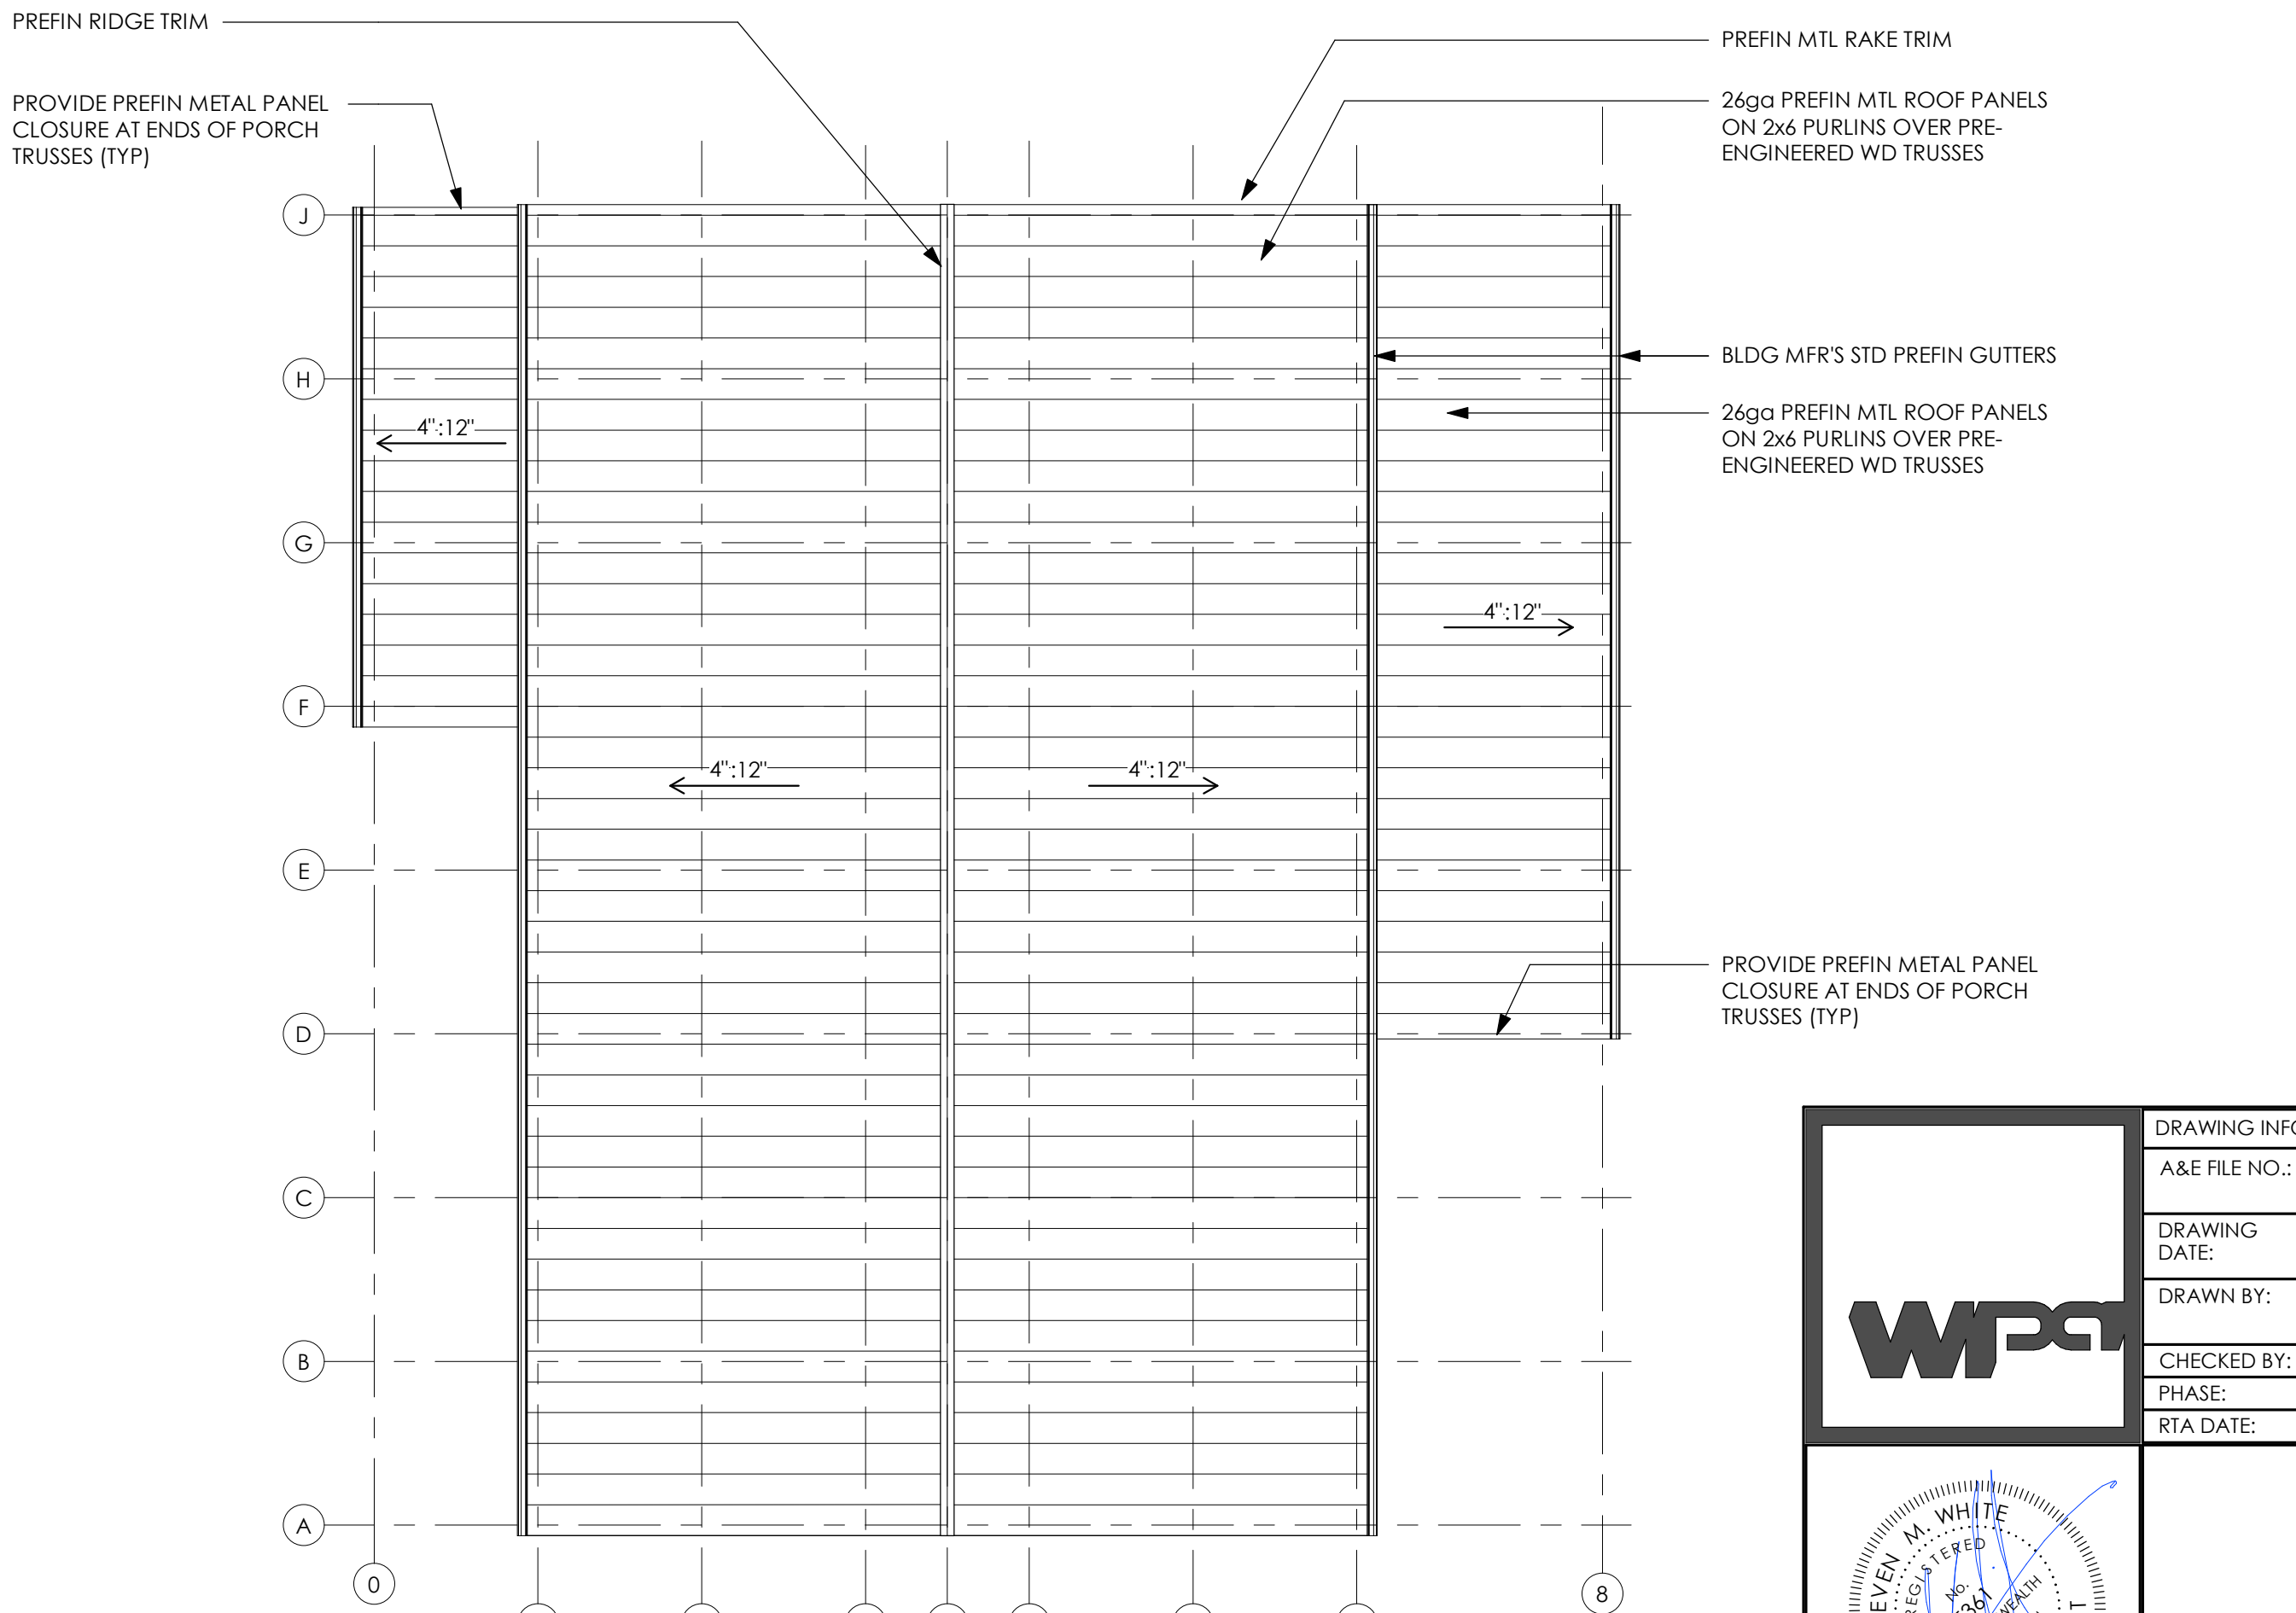 PREFIN RIDGE TRIM
PROVIDE PREFIN METAL PANEL
CLOSURE AT ENDS OF PORCH
TRUSSES (TYP)
PREFIN MTL RAKE TRIM
26ga PREFIN MTL ROOF PANELS
ON 2x6 PURLINS OVER PRE-
ENGINEERED WD TRUSSES
BLDG MFR'S STD PREFIN GUTTERS
26ga PREFIN MTL ROOF PANELS
ON 2x6 PURLINS OVER PRE-
ENGINEERED WD TRUSSES
PROVIDE PREFIN METAL PANEL
CLOSURE AT ENDS OF PORCH
TRUSSES (TYP)
J
H
G
F
E
D
C
B
A
4":12"
4":12"
4":12"
4":12"
0
8
DRAWING INFO
A&E FILE NO.:
DRAWING
DATE:
DRAWN BY:
CHECKED BY:
PHASE:
RTA DATE:
EVEN M. WHITE
REGISTERED
No.